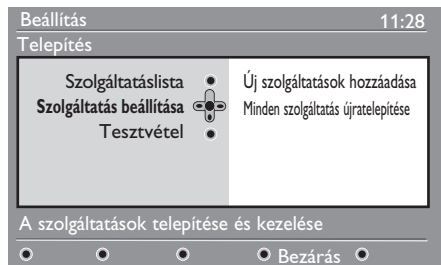 Beállítás 11:28
Telepítés
Szolgáltatáslista Új szolgáltatások hozzáadása
Szolgáltatás beállítása Minden szolgáltatás újratelepítése
Tesztvétel
A szolgáltatások telepítése és kezelése
Bezárás